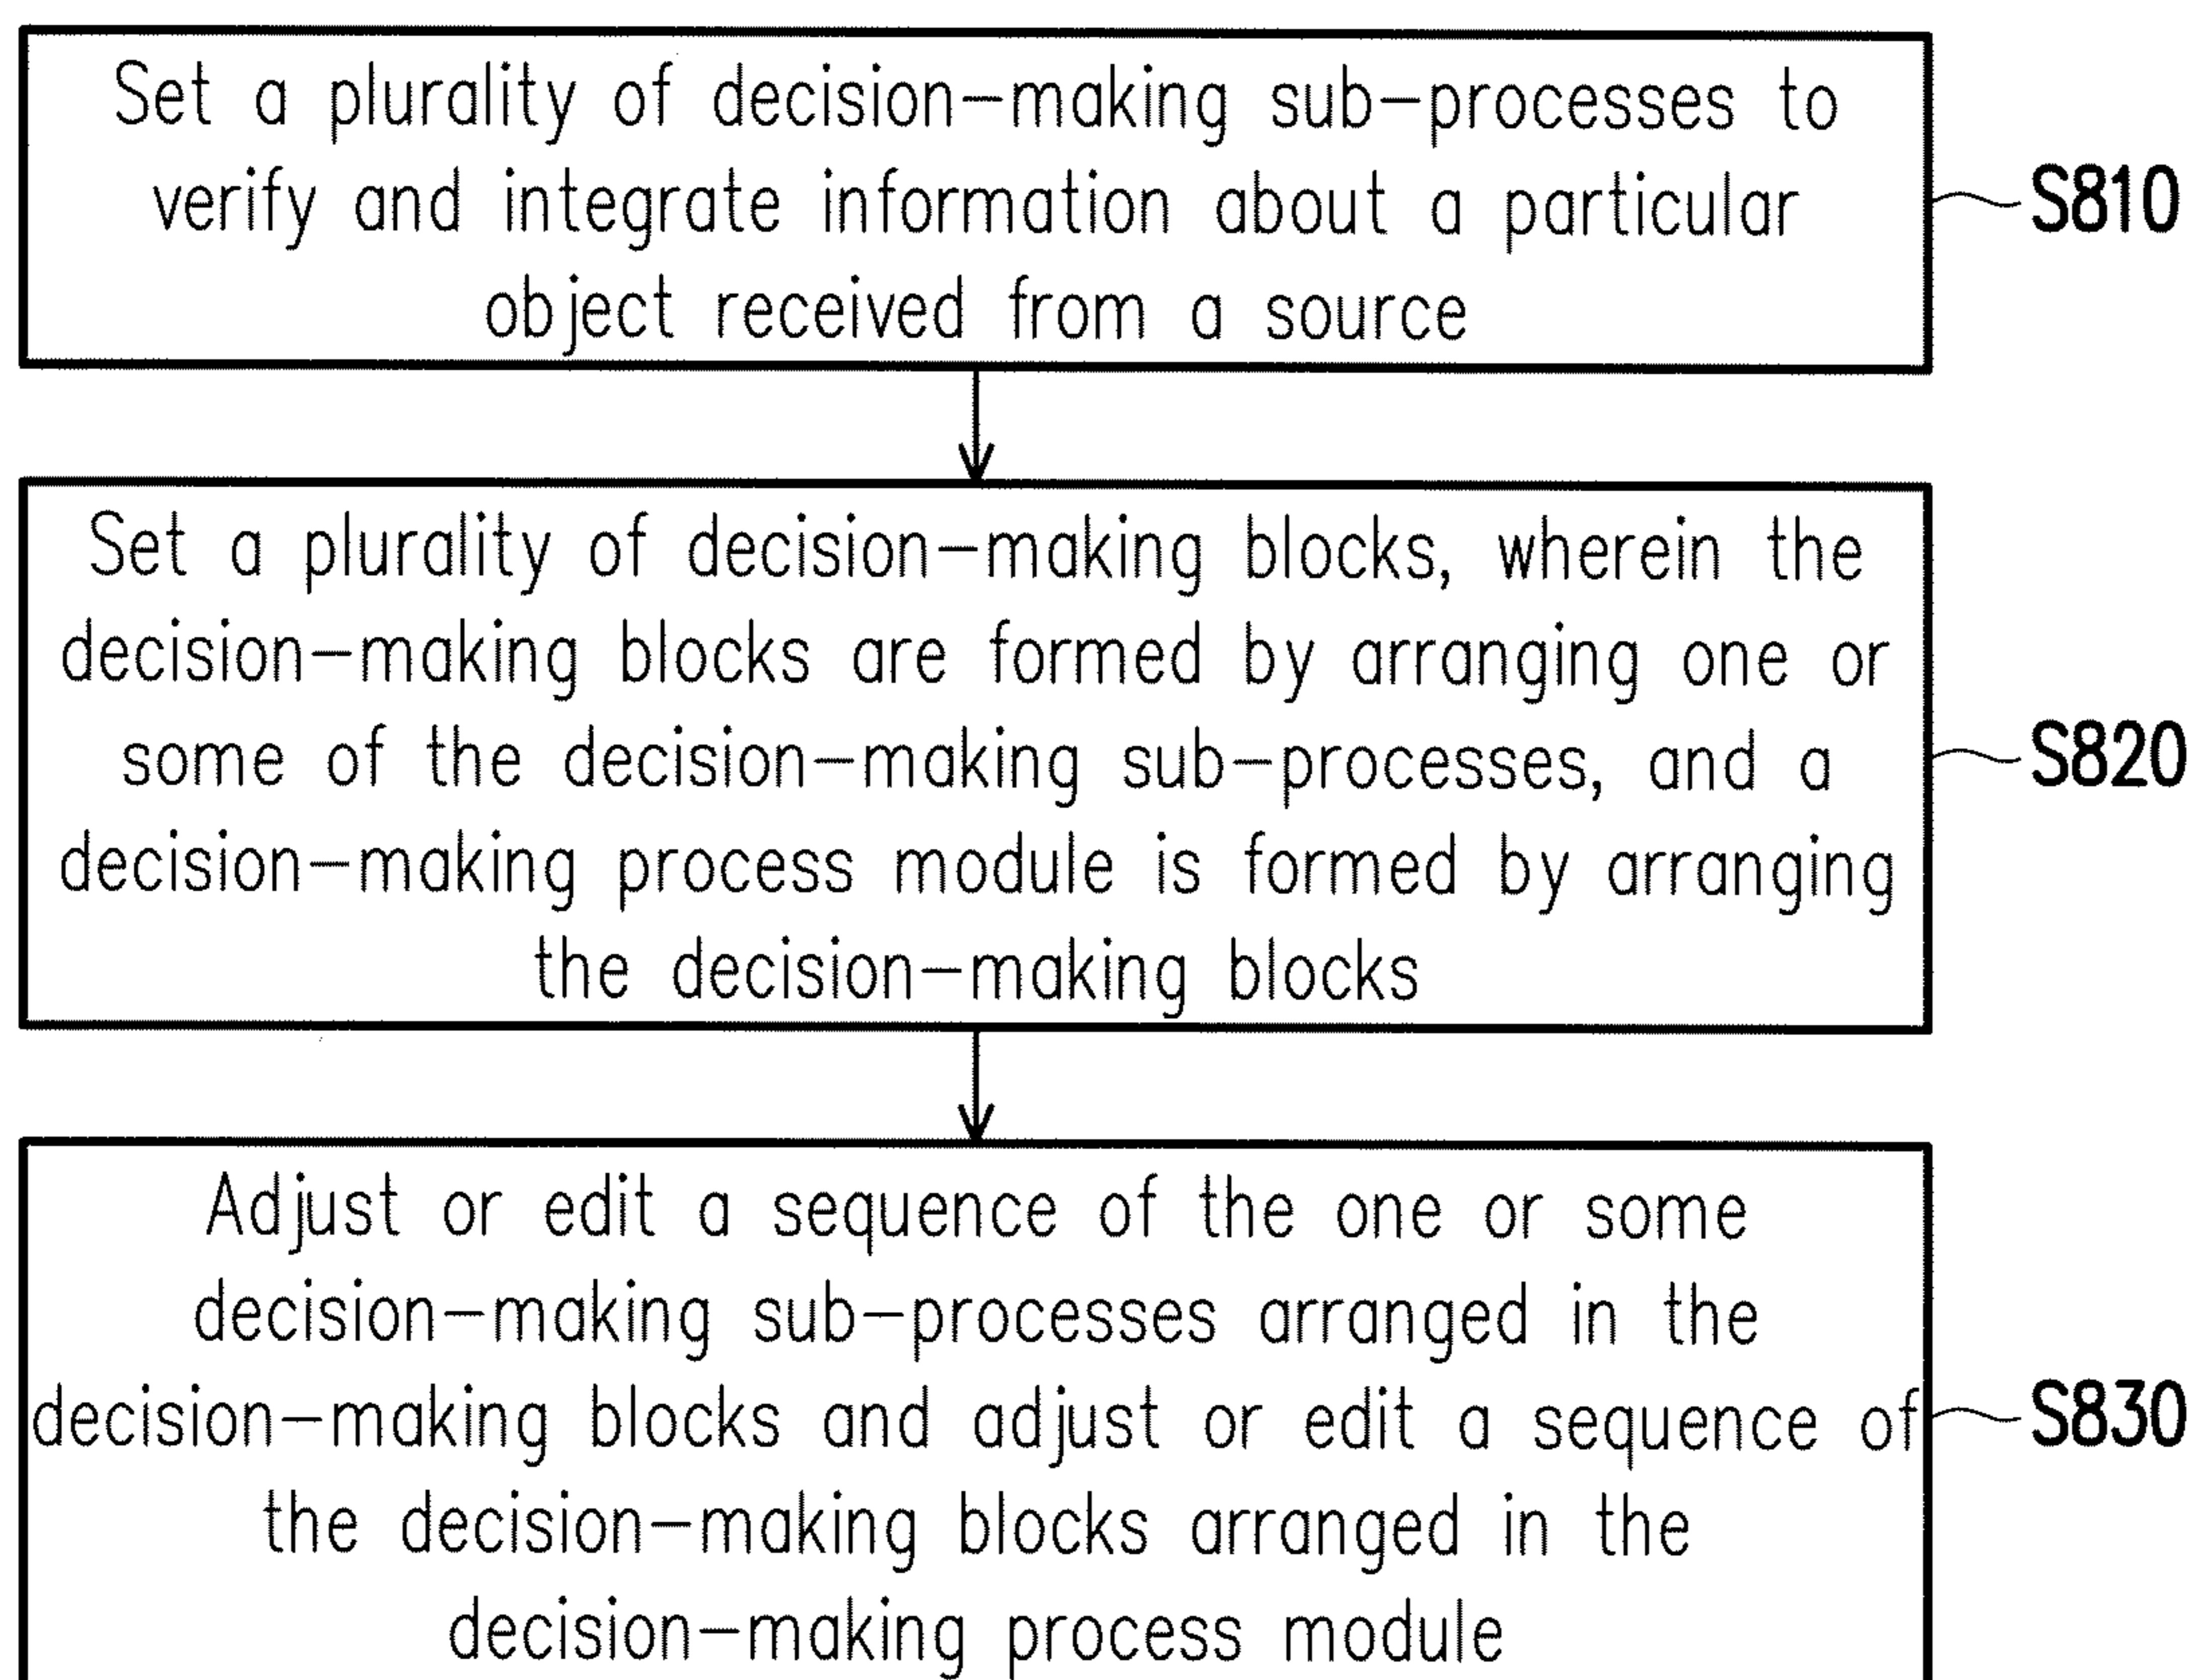 Set a plurality of decision-making sub-processes to
verify and integrate information about a particular
object received from a source
S810
Set a plurality of decision-making blocks, wherein the
decision-making blocks are formed by arranging one or
some of the decision-making sub-processes, and a
decision-making process module is formed by arranging
the decision-making blocks
S820
Adjust or edit a sequence of the one or some
decision-making sub-processes arranged in the
decision-making blocks and adjust or edit a sequence of
the decision-making blocks arranged in the
decision-making process module
S830